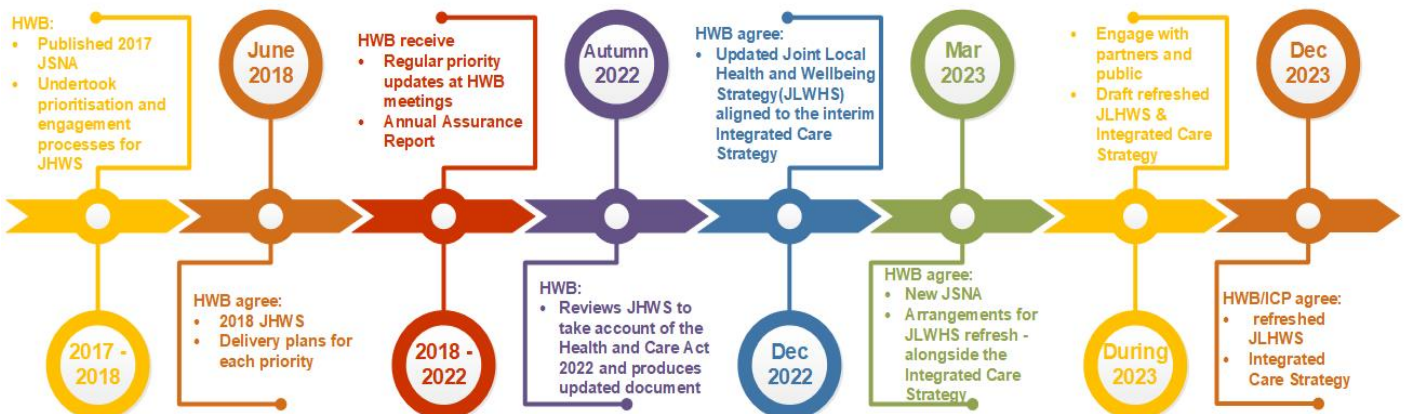 HWB:
• Published 2017
JSNA
• Undertook
prioritisation and
engagement
processes for
JHWS
2017 -
2018
June
2018
HWB agree:
• 2018 JHWS
• Delivery plans for
each priority
HWB receive
• Regular priority
updates at HWB
meetings
• Annual Assurance
Report
2018 -
2022
Autumn
2022
HWB:
• Reviews JHWS to
take account of the
Health and Care Act
2022 and produces
updated document
HWB agree:
• Updated Joint Local
Health and Wellbeing
Strategy(JLWHS)
aligned to the interim
Integrated Care
Strategy
Dec
2022
Mar
2023
HWB agree:
• New JSNA
• Arrangements for
JLWHS refresh -
alongside the
Integrated Care
Strategy
• Engage with
partners and
public
• Draft refreshed
JLHWS &
Integrated Care
Strategy
During
2023
Dec
2023
HWB/ICP agree:
• refreshed
JLHWS
• Integrated
Care Strategy